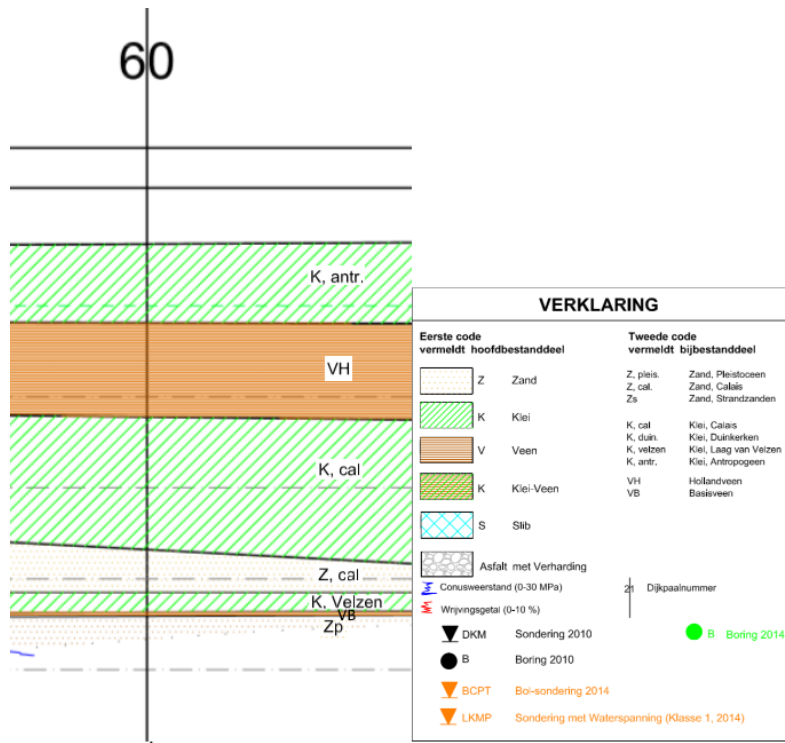 60
K, antr.
VH
K, cal
Z, cal
K, Velzen
VB
Zp
VERKLARING
Eerste code
vermeldt hoofdbestanddeel
Z Zand
K Klei
V Veen
K Klei-Veen
S Slib
Asfalt met Verharding
Conusweerstand (0-30 MPa)
Wrijvingsgetal (0-10 %)
Tweede code
vermeldt bijbestanddeel
Z, pleis. Zand, Pleistoceen
Z, cal. Zand, Calais
Zs Zand, Strandzanden
K, cal Klei, Calais
K, duin. Klei, Duinkerken
K, velzen Klei, Laag van Velzen
K, antr. Klei, Antropogeen
VH Hollandveen
VB Basisveen
21 Dijkpaalnummer
DKM Sondering 2010
B Boring 2010
B Boring 2014
BCPT Bol-sondering 2014
LKMP Sondering met Waterspanning (Klasse 1, 2014)